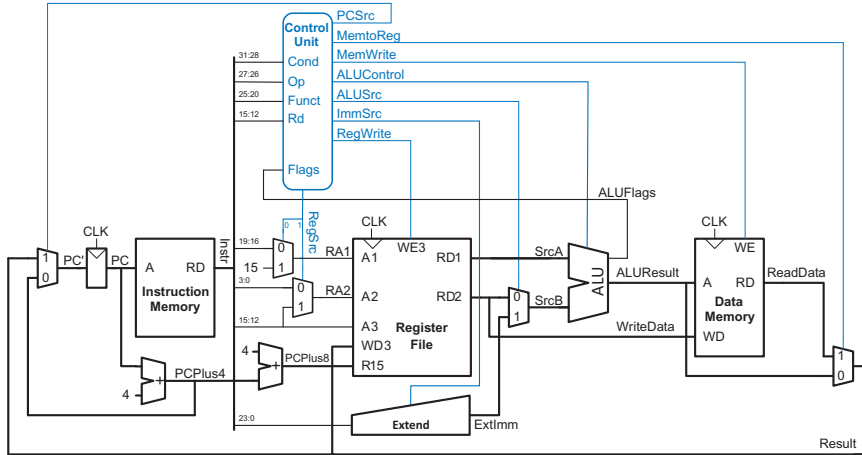 PCSrc
Control
Unit
MemtoReg
MemWrite
31:28
Cond
27:26
Op
ALUControl
25:20
Funct
ALUSrc
15:12
Rd
ImmSrc
RegWrite
Flags
ALUFlags
CLK
0 1
RegSrc
CLK
CLK
Instr
19:16
0
RA1
A1
WE3
RD1
SrcA
WE
1
0
PC'
PC
A
RD
15
1
ALU
ALUResult
A
RD
ReadData
Instruction
Memory
3:0
0
1
RA2
A2
RD2
0
1
SrcB
Data
Memory
15:12
A3
Register
File
WriteData
WD
WD3
4
PCPlus8
R15
+
1
0
4
+
PCPlus4
23:0
Extend
ExtImm
Result